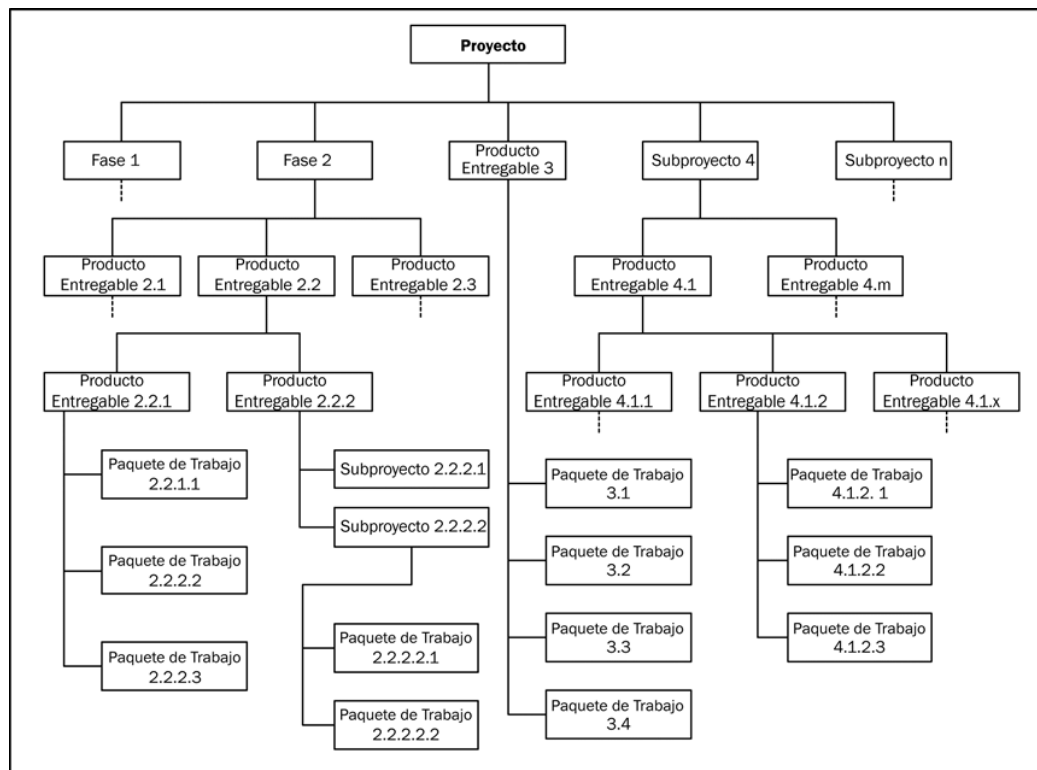 Proyecto
Fase 1
Fase 2
Producto
Entregable 3
Subproyecto 4
Subproyecto n
Producto
Entregable 2.1
Producto
Entregable 2.2
Producto
Entregable 2.3
Producto
Entregable 4.1
Producto
Entregable 4.m
Producto
Entregable 2.2.1
Producto
Entregable 2.2.2
Producto
Entregable 4.1.1
Producto
Entregable 4.1.2
Producto
Entregable 4.1.x
Paquete de Trabajo
2.2.1.1
Paquete de Trabajo
2.2.2.2
Paquete de Trabajo
2.2.2.3
Subproyecto 2.2.2.1
Subproyecto 2.2.2.2
Paquete de Trabajo
2.2.2.2.1
Paquete de Trabajo
2.2.2.2.2
Paquete de Trabajo
3.1
Paquete de Trabajo
3.2
Paquete de Trabajo
3.3
Paquete de Trabajo
3.4
Paquete de Trabajo
4.1.2. 1
Paquete de Trabajo
4.1.2.2
Paquete de Trabajo
4.1.2.3